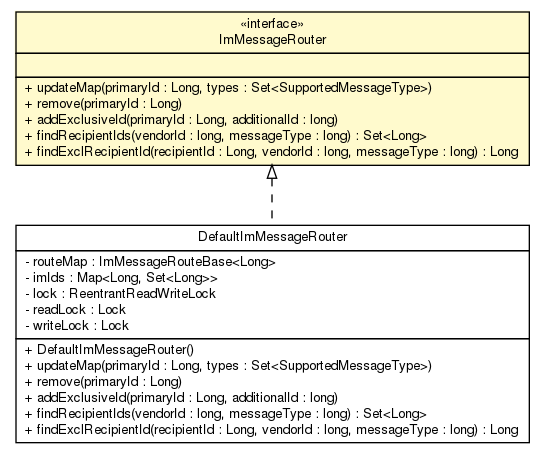 «interface»
ImMessageRouter
+ updateMap(primaryId : Long, types : Set<SupportedMessageType>)
+ remove(primaryId : Long)
+ addExclusiveId(primaryId : Long, additionalId : long)
+ findRecipientIds(vendorId : long, messageType : long) : Set<Long>
+ findExclRecipientId(recipientId : Long, vendorId : long, messageType : long) : Long
DefaultImMessageRouter
- routeMap : ImMessageRouteBase<Long>
- imIds : Map<Long, Set<Long>>
- lock : ReentrantReadWriteLock
- readLock : Lock
- writeLock : Lock
+ DefaultImMessageRouter()
+ updateMap(primaryId : Long, types : Set<SupportedMessageType>)
+ remove(primaryId : Long)
+ addExclusiveId(primaryId : Long, additionalId : long)
+ findRecipientIds(vendorId : long, messageType : long) : Set<Long>
+ findExclRecipientId(recipientId : Long, vendorId : long, messageType : long) : Long